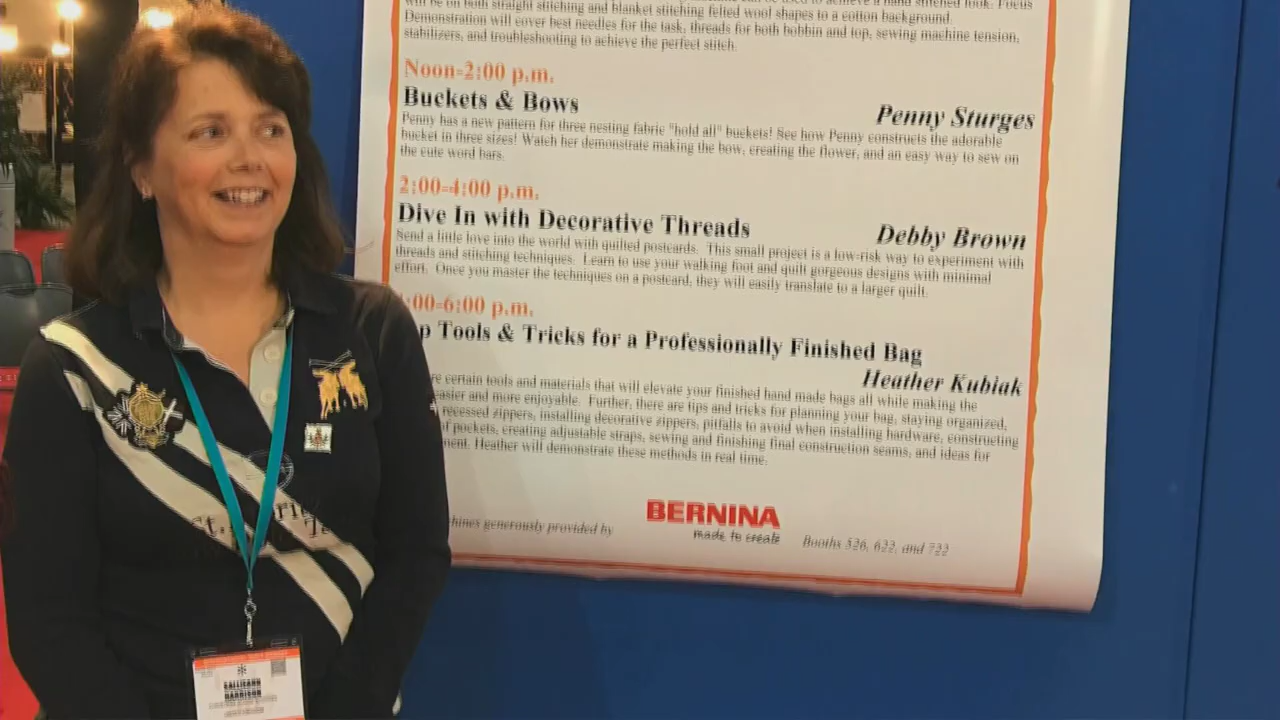 will be on both straight stitching and blanket stitching felted wool shapes to a cotton background.
Demonstration will cover best needles for the task, threads for both bobbin and top, sewing machine tension,
stabilizers, and troubleshooting to achieve the perfect stitch.
Noon-2:00 p.m.
Buckets & Bows
Penny Sturges
Penny has a new pattern for three nesting fabric "hold all" buckets! See how Penny constructs the adorable
bucket in three sizes! Watch her demonstrate making the bow, creating the flower, and an easy way to sew on
the cute word bars.
2:00-4:00 p.m.
Dive In with Decorative Threads
Debby Brown
Send a little love into the world with quilted postcards. This small project is a low-risk way to experiment with
threads and stitching techniques. Learn to use your walking foot and quilt gorgeous designs with minimal
effort. Once you master the techniques on a postcard, they will easily translate to a larger quilt.
:00-6:00 p.m.
p Tools & Tricks for a Professionally Finished Bag
Heather Kubiak
re certain tools and materials that will elevate your finished hand made bags all while making the
easier and more enjoyable. Further, there are tips and tricks for planning your bag, staying organized,
recessed zippers, installing decorative zippers, pitfalls to avoid when installing hardware, constructing
of pockets, creating adjustable straps, sewing and finishing final construction seams, and ideas for
ment. Heather will demonstrate these methods in real time.
hines generously provided by
BERNINA
made to create
Booths 526, 622, and 722
St.
HARRISON